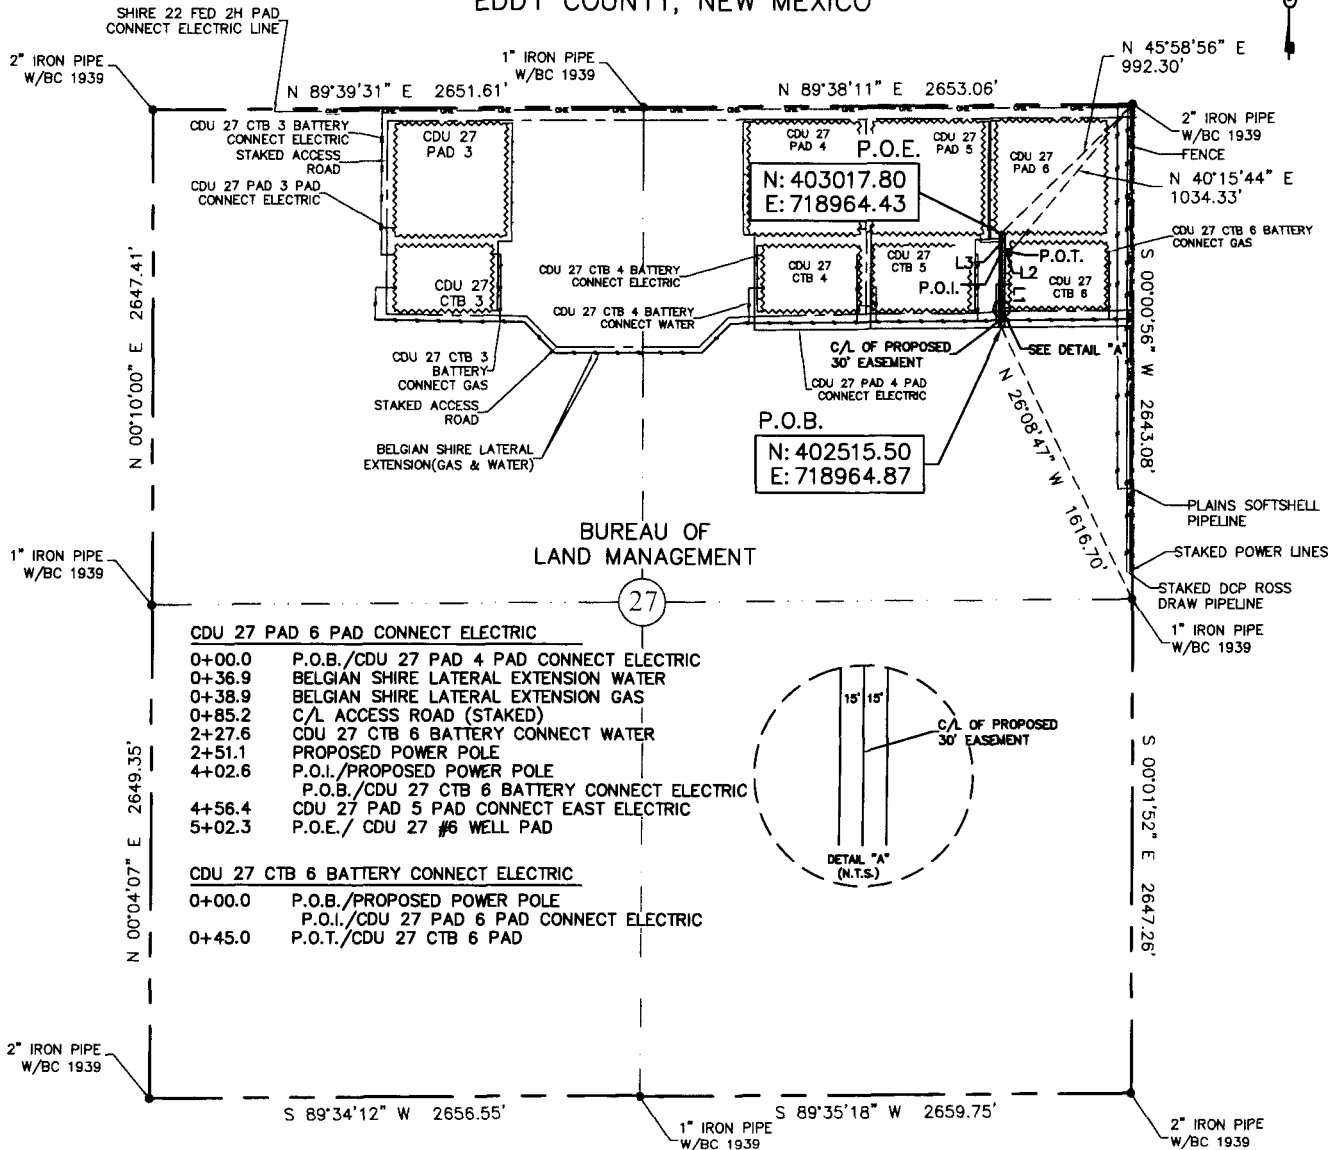 EDDY COUNTY, NEW MEXICO
SHIRE 22 FED 2H PAD
CONNECT ELECTRIC LINE
2" IRON PIPE
W/BC 1939
1" IRON PIPE
W/BC 1939
N 45°58'56" E
992.30'
N 89°39'31" E 2651.61'
N 89°38'11" E 2653.06'
2" IRON PIPE
W/BC 1939
FENCE
N 40°15'44" E
1034.33'
CDU 27 CTB 3 BATTERY
CONNECT ELECTRIC
STAKED ACCESS
ROAD
CDU 27 PAD 3 PAD
CONNECT ELECTRIC
CDU 27
PAD 3
CDU 27
PAD 4
CDU 27
PAD 5
CDU 27
PAD 6
P.O.E.
N: 403017.80
E: 718964.43
CDU 27 CTB 6 BATTERY
CONNECT GAS
CDU 27
CTB 3
CDU 27 CTB 4 BATTERY
CONNECT ELECTRIC
CDU 27 CTB 4 BATTERY
CONNECT WATER
CDU 27
CTB 4
CDU 27
CTB 5
CDU 27
CTB 6
L3
P.O.T.
L2
P.O.I.
L1
C/L OF PROPOSED
30' EASEMENT
SEE DETAIL "A"
CDU 27 CTB 3
BATTERY
CONNECT GAS
STAKED ACCESS
ROAD
CDU 27 PAD 4 PAD
CONNECT ELECTRIC
BELGIAN SHIRE LATERAL
EXTENSION(GAS & WATER)
P.O.B.
N: 402515.50
E: 718964.87
N 26°08'47" W 1616.70'
N 00°10'00" E 2647.41'
S 00°00'56" W 2643.08'
PLAINS SOFTSHELL
PIPELINE
STAKED POWER LINES
STAKED DCP ROSS
DRAW PIPELINE
BUREAU OF
LAND MANAGEMENT
1" IRON PIPE
W/BC 1939
27
1" IRON PIPE
W/BC 1939
CDU 27 PAD 6 PAD CONNECT ELECTRIC
0+00.0 P.O.B./CDU 27 PAD 4 PAD CONNECT ELECTRIC
0+36.9 BELGIAN SHIRE LATERAL EXTENSION WATER
0+38.9 BELGIAN SHIRE LATERAL EXTENSION GAS
0+85.2 C/L ACCESS ROAD (STAKED)
2+27.6 CDU 27 CTB 6 BATTERY CONNECT WATER
2+51.1 PROPOSED POWER POLE
4+02.6 P.O.I./PROPOSED POWER POLE
P.O.B./CDU 27 CTB 6 BATTERY CONNECT ELECTRIC
4+56.4 CDU 27 PAD 5 PAD CONNECT EAST ELECTRIC
5+02.3 P.O.E./ CDU 27 #6 WELL PAD
CDU 27 CTB 6 BATTERY CONNECT ELECTRIC
0+00.0 P.O.B./PROPOSED POWER POLE
P.O.I./CDU 27 PAD 6 PAD CONNECT ELECTRIC
0+45.0 P.O.T./CDU 27 CTB 6 PAD
15' 15'
C/L OF PROPOSED
30' EASEMENT
DETAIL "A"
(N.T.S.)
N 00°04'07" E 2649.35'
S 00°01'52" E 2647.26'
2" IRON PIPE
W/BC 1939
S 89°34'12" W 2656.55'
1" IRON PIPE
W/BC 1939
S 89°35'18" W 2659.75'
2" IRON PIPE
W/BC 1939